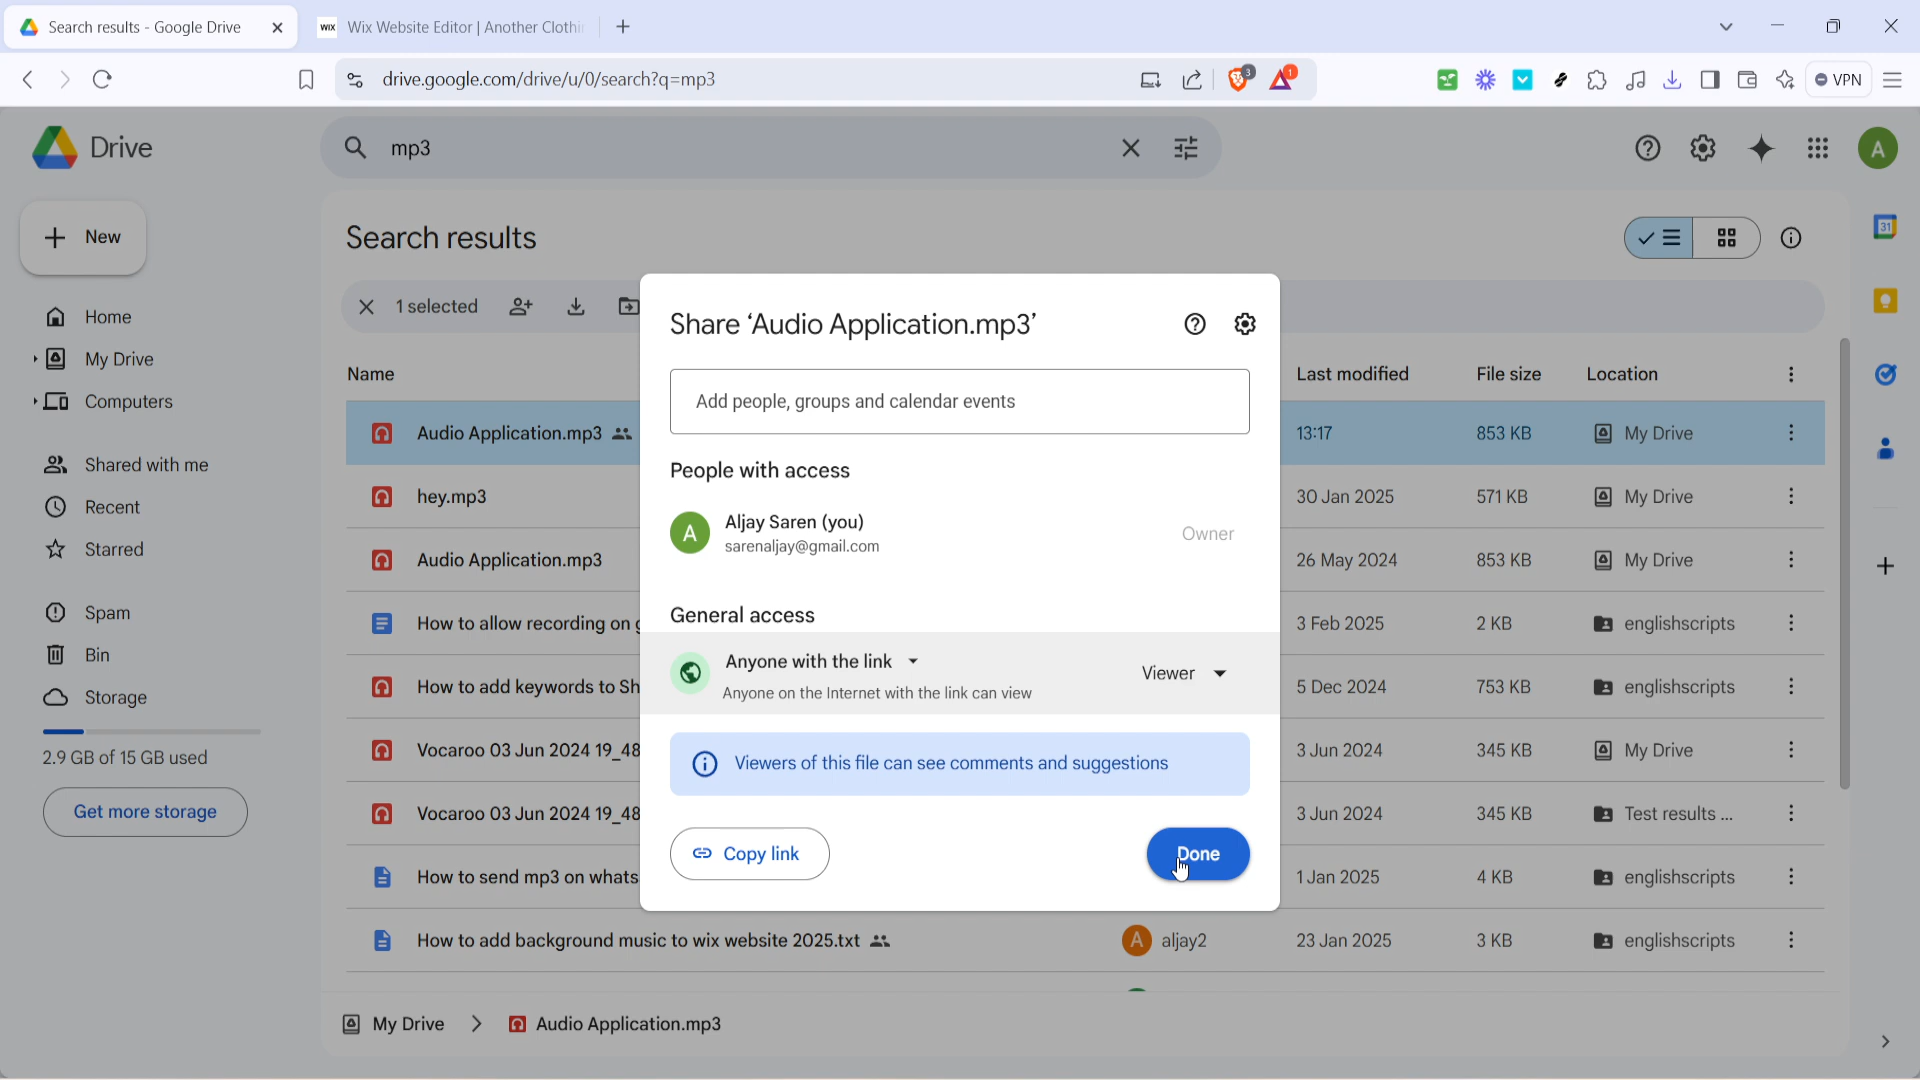 Search results - Google Drive
WIX Wix Website Editor | Another Clothi
drive.google.com/drive/u/0/search?q=mp3
3
1
VPN
Drive
mp3
A
New
Search results
31
1 selected
Home
My Drive
Computers
Shared with me
Recent
Starred
Spam
Bin
Storage
2.9 GB of 15 GB used
Get more storage
Name
Last modified
File size
Location
Audio Application.mp3
13:17
853 KB
My Drive
hey.mp3
30 Jan 2025
571 KB
My Drive
Audio Application.mp3
26 May 2024
853 KB
My Drive
How to allow recording on g
3 Feb 2025
2 KB
englishscripts
How to add keywords to Sh
5 Dec 2024
753 KB
englishscripts
Vocaroo 03 Jun 2024 19_48
3 Jun 2024
345 KB
My Drive
Vocaroo 03 Jun 2024 19_48
3 Jun 2024
345 KB
Test results ...
How to send mp3 on whats
1 Jan 2025
4 KB
englishscripts
How to add background music to wix website 2025.txt
A
aljay2
23 Jan 2025
3 KB
englishscripts
My Drive
Audio Application.mp3
Share ‘Audio Application.mp3’
Add people, groups and calendar events
People with access
A
Aljay Saren (you)
sarenaljay@gmail.com
Owner
General access
Anyone with the link
Anyone on the Internet with the link can view
Viewer
Viewers of this file can see comments and suggestions
Copy link
Done